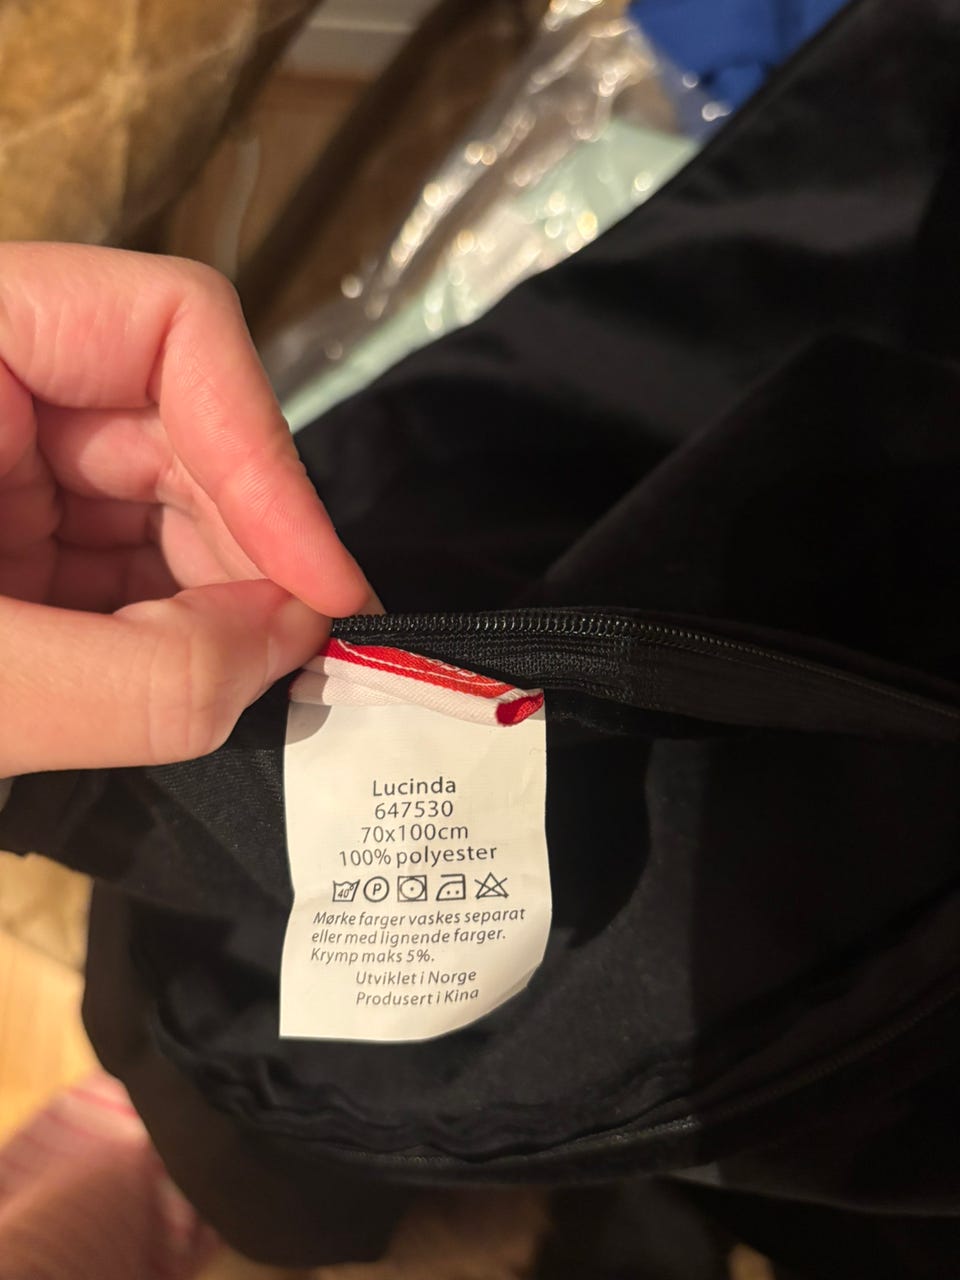 Lucinda
647530
70x100cm
100% polyester
40° P
Mørke farger vaskes separat
eller med lignende farger.
Krymp maks 5%.
Utviklet i Norge
Produsert i Kina